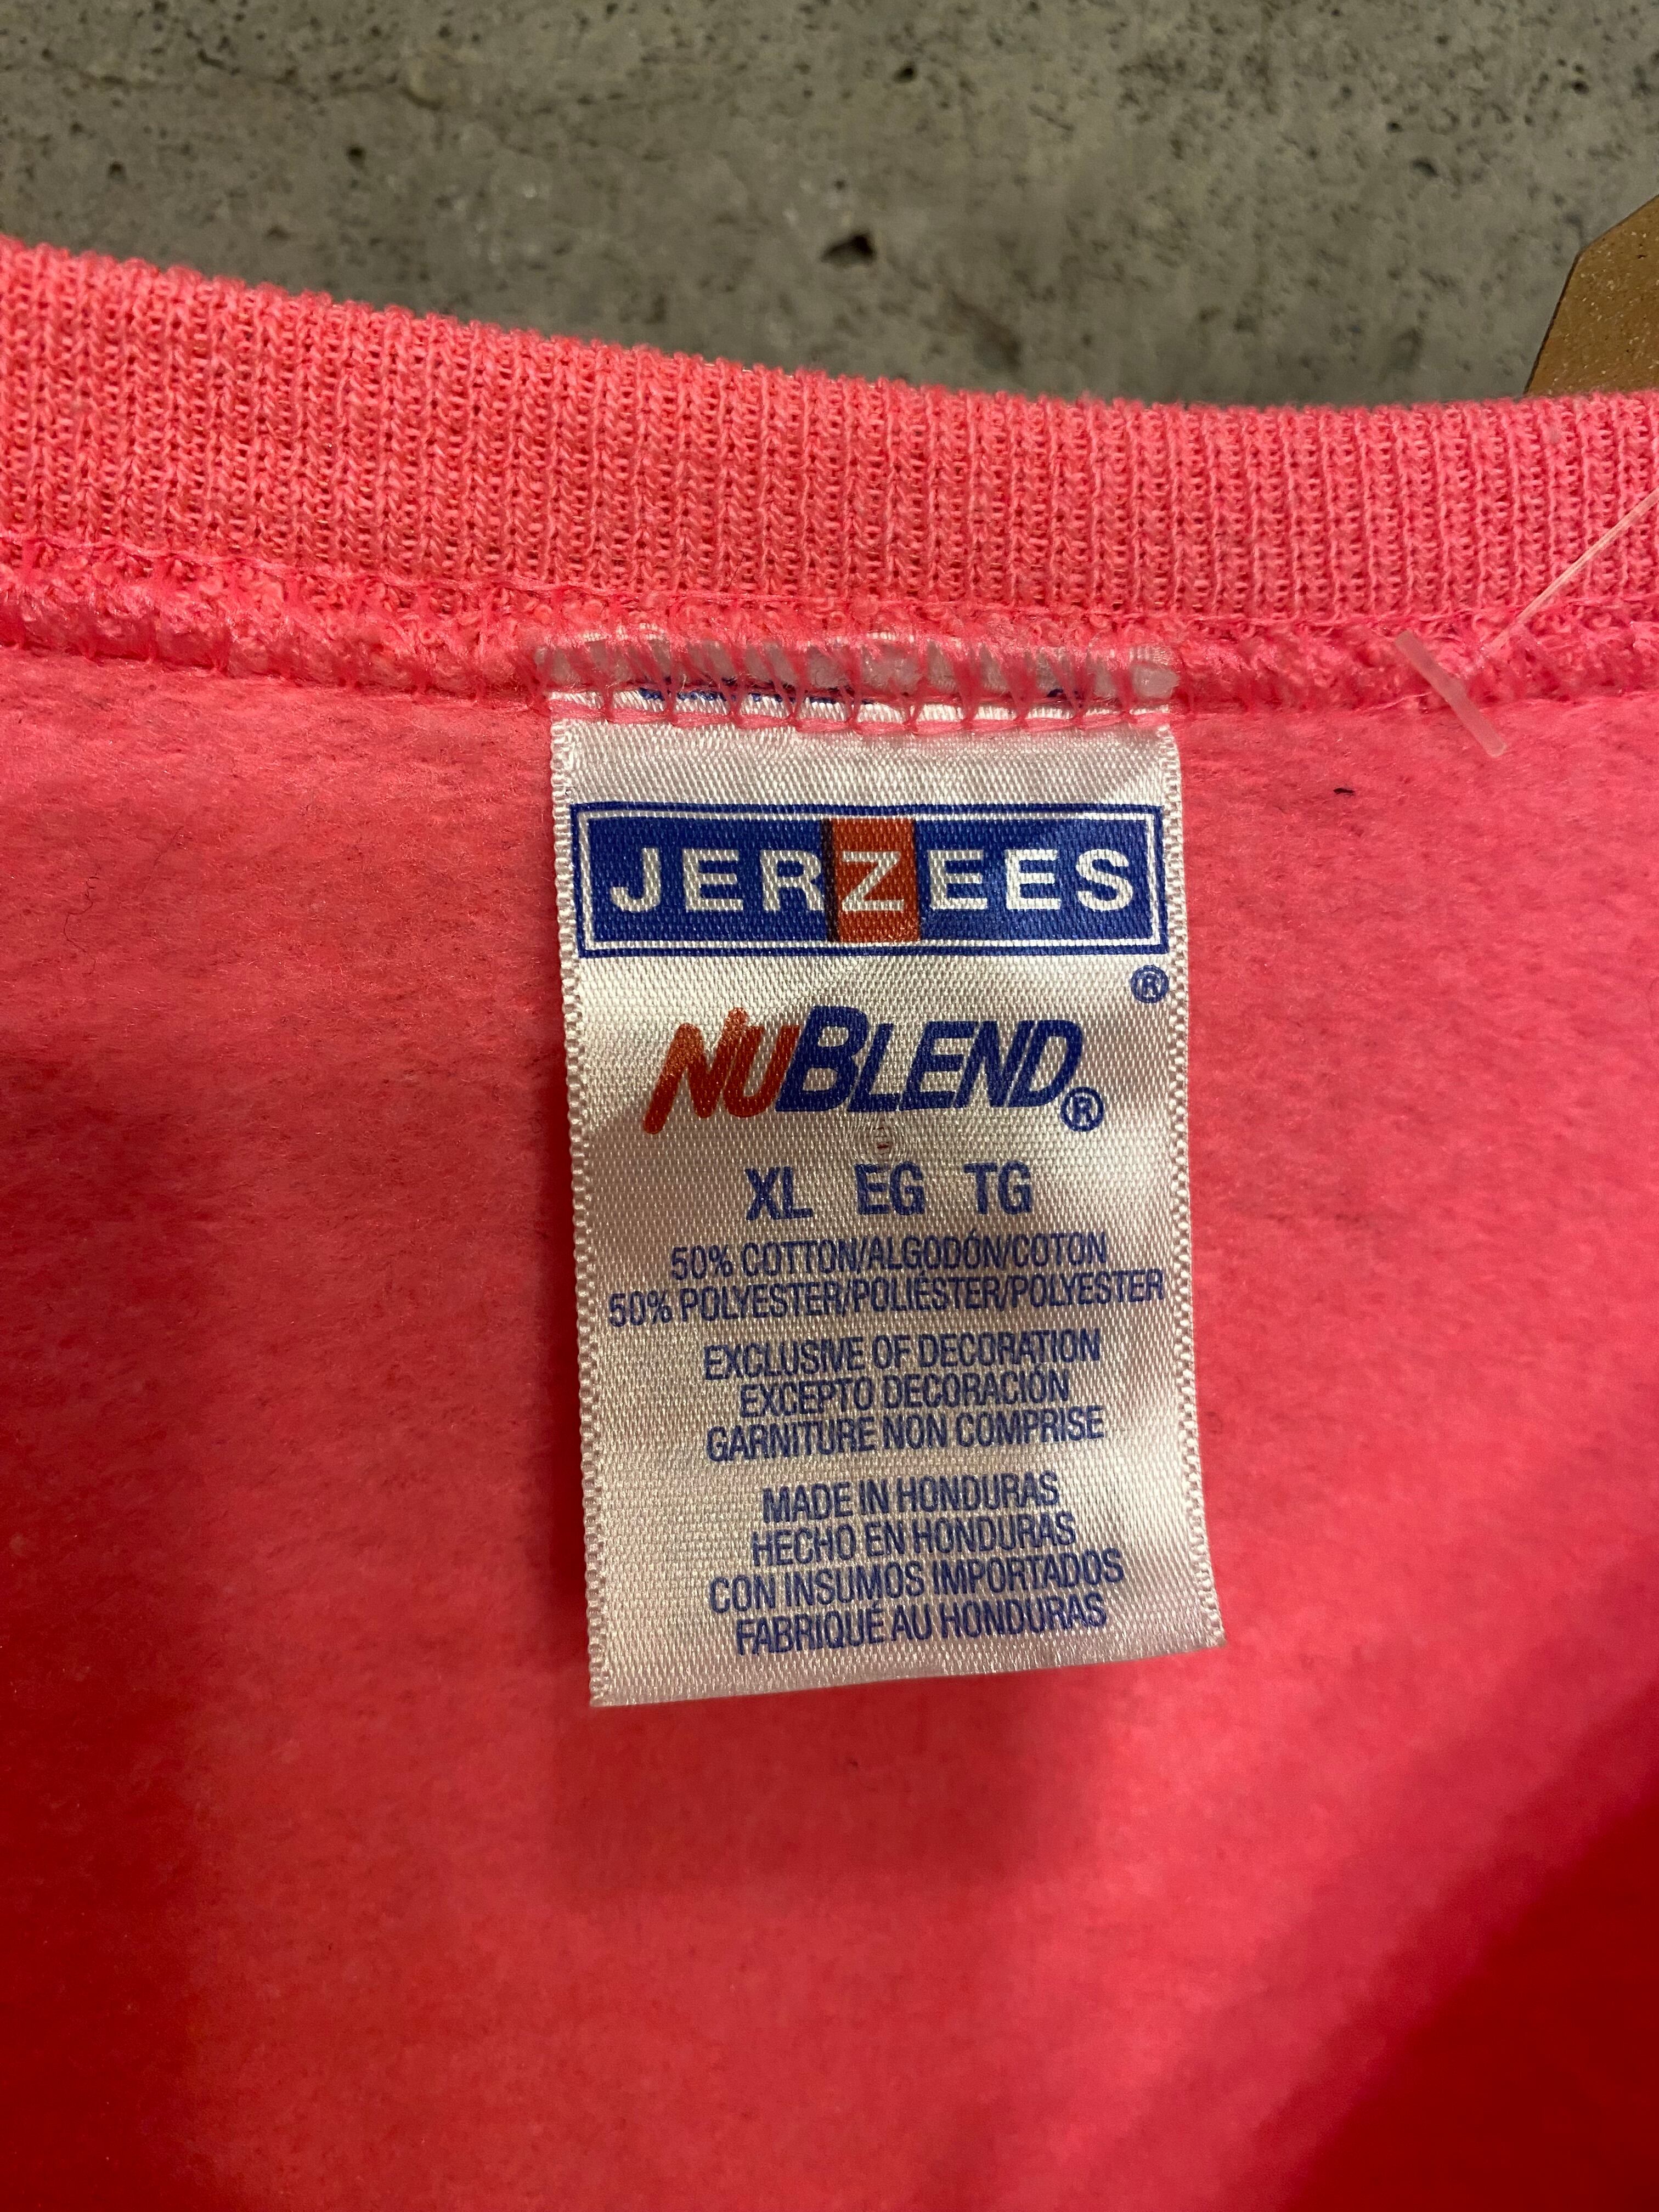 JERZEES
®
NUBLEND®
XL EG TG
50% COTTON/ALGODÓN/COTON
50% POLYESTER/POLIÉSTER/POLYESTER
EXCLUSIVE OF DECORATION
EXCEPTO DECORACIÓN
GARNITURE NON COMPRISE
MADE IN HONDURAS
HECHO EN HONDURAS
CON INSUMOS IMPORTADOS
FABRIQUÉ AU HONDURAS